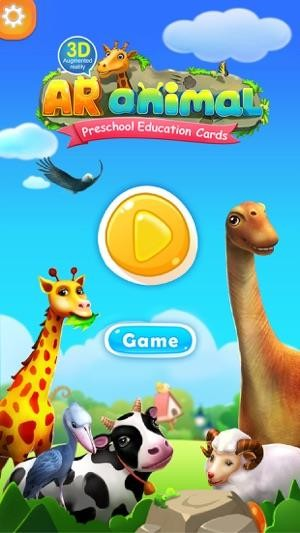 3D
Augmented
reality
AR animal
Preschool Education Cards
Game